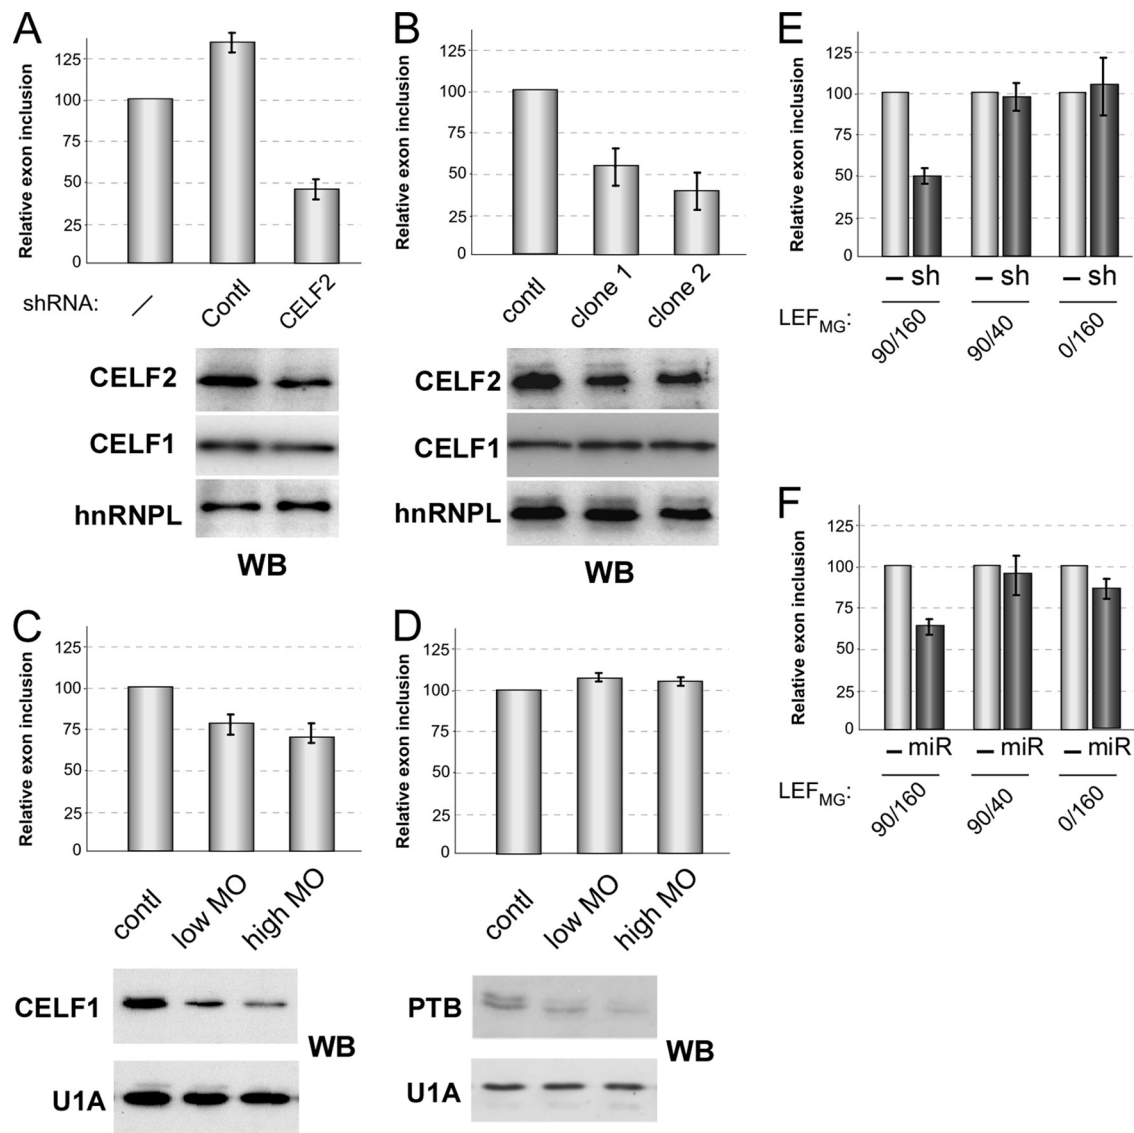 A
Relative exon inclusion
125
100
75
50
25
0
shRNA:
/
Contl
CELF2
CELF2
CELF1
hnRNPL
WB
B
Relative exon inclusion
125
100
75
50
25
0
contl
clone 1
clone 2
CELF2
CELF1
hnRNPL
WB
C
Relative exon inclusion
125
100
75
50
25
0
contl
low MO
high MO
CELF1
U1A
WB
D
Relative exon inclusion
125
100
75
50
25
0
contl
low MO
high MO
PTB
U1A
WB
E
Relative exon inclusion
125
100
75
50
25
0
– sh – sh – sh
LEFMG: 90/160 90/40 0/160
F
Relative exon inclusion
125
100
75
50
25
0
– miR – miR – miR
LEFMG: 90/160 90/40 0/160